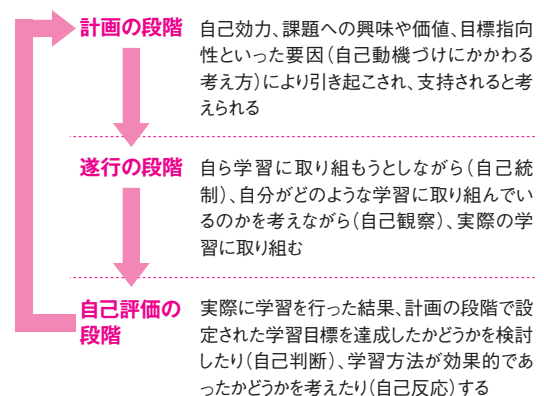 計画の段階
自己効力、課題への興味や価値、目標指向
性といった要因（自己動機づけにかかわる
考え方）により引き起こされ、支持されると考
えられる
遂行の段階
自ら学習に取り組もうとしながら（自己統
制）、自分がどのような学習に取り組んでい
るのかを考えながら（自己観察）、実際の学
習に取り組む
自己評価の
段階
実際に学習を行った結果、計画の段階で設
定された学習目標を達成したかどうかを検討
したり（自己判断）、学習方法が効果的であ
ったかどうかを考えたり（自己反応）する